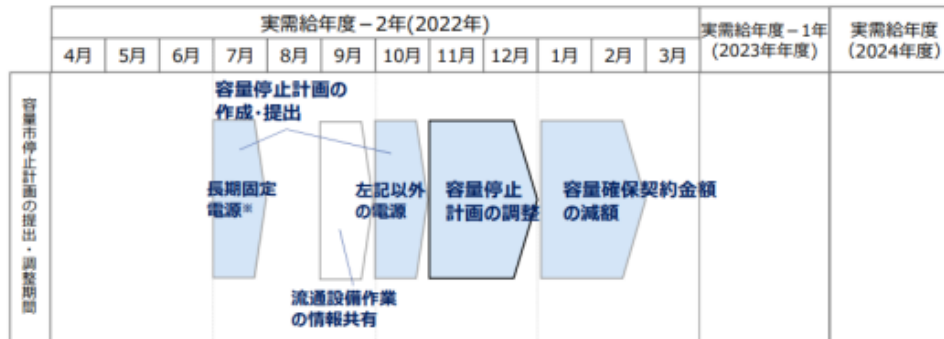 実需給年度－2年(2022年)
実需給年度－1年
(2023年年度)
実需給年度
(2024年度)
4月 5月 6月 7月 8月 9月 10月 11月 12月 1月 2月 3月
容量市停止計画の提出・調整期間
容量停止計画の
作成・提出
長期固定
電源※
左記以外
の電源
容量停止
計画の調整
容量確保契約金額
の減額
流通設備作業
の情報共有